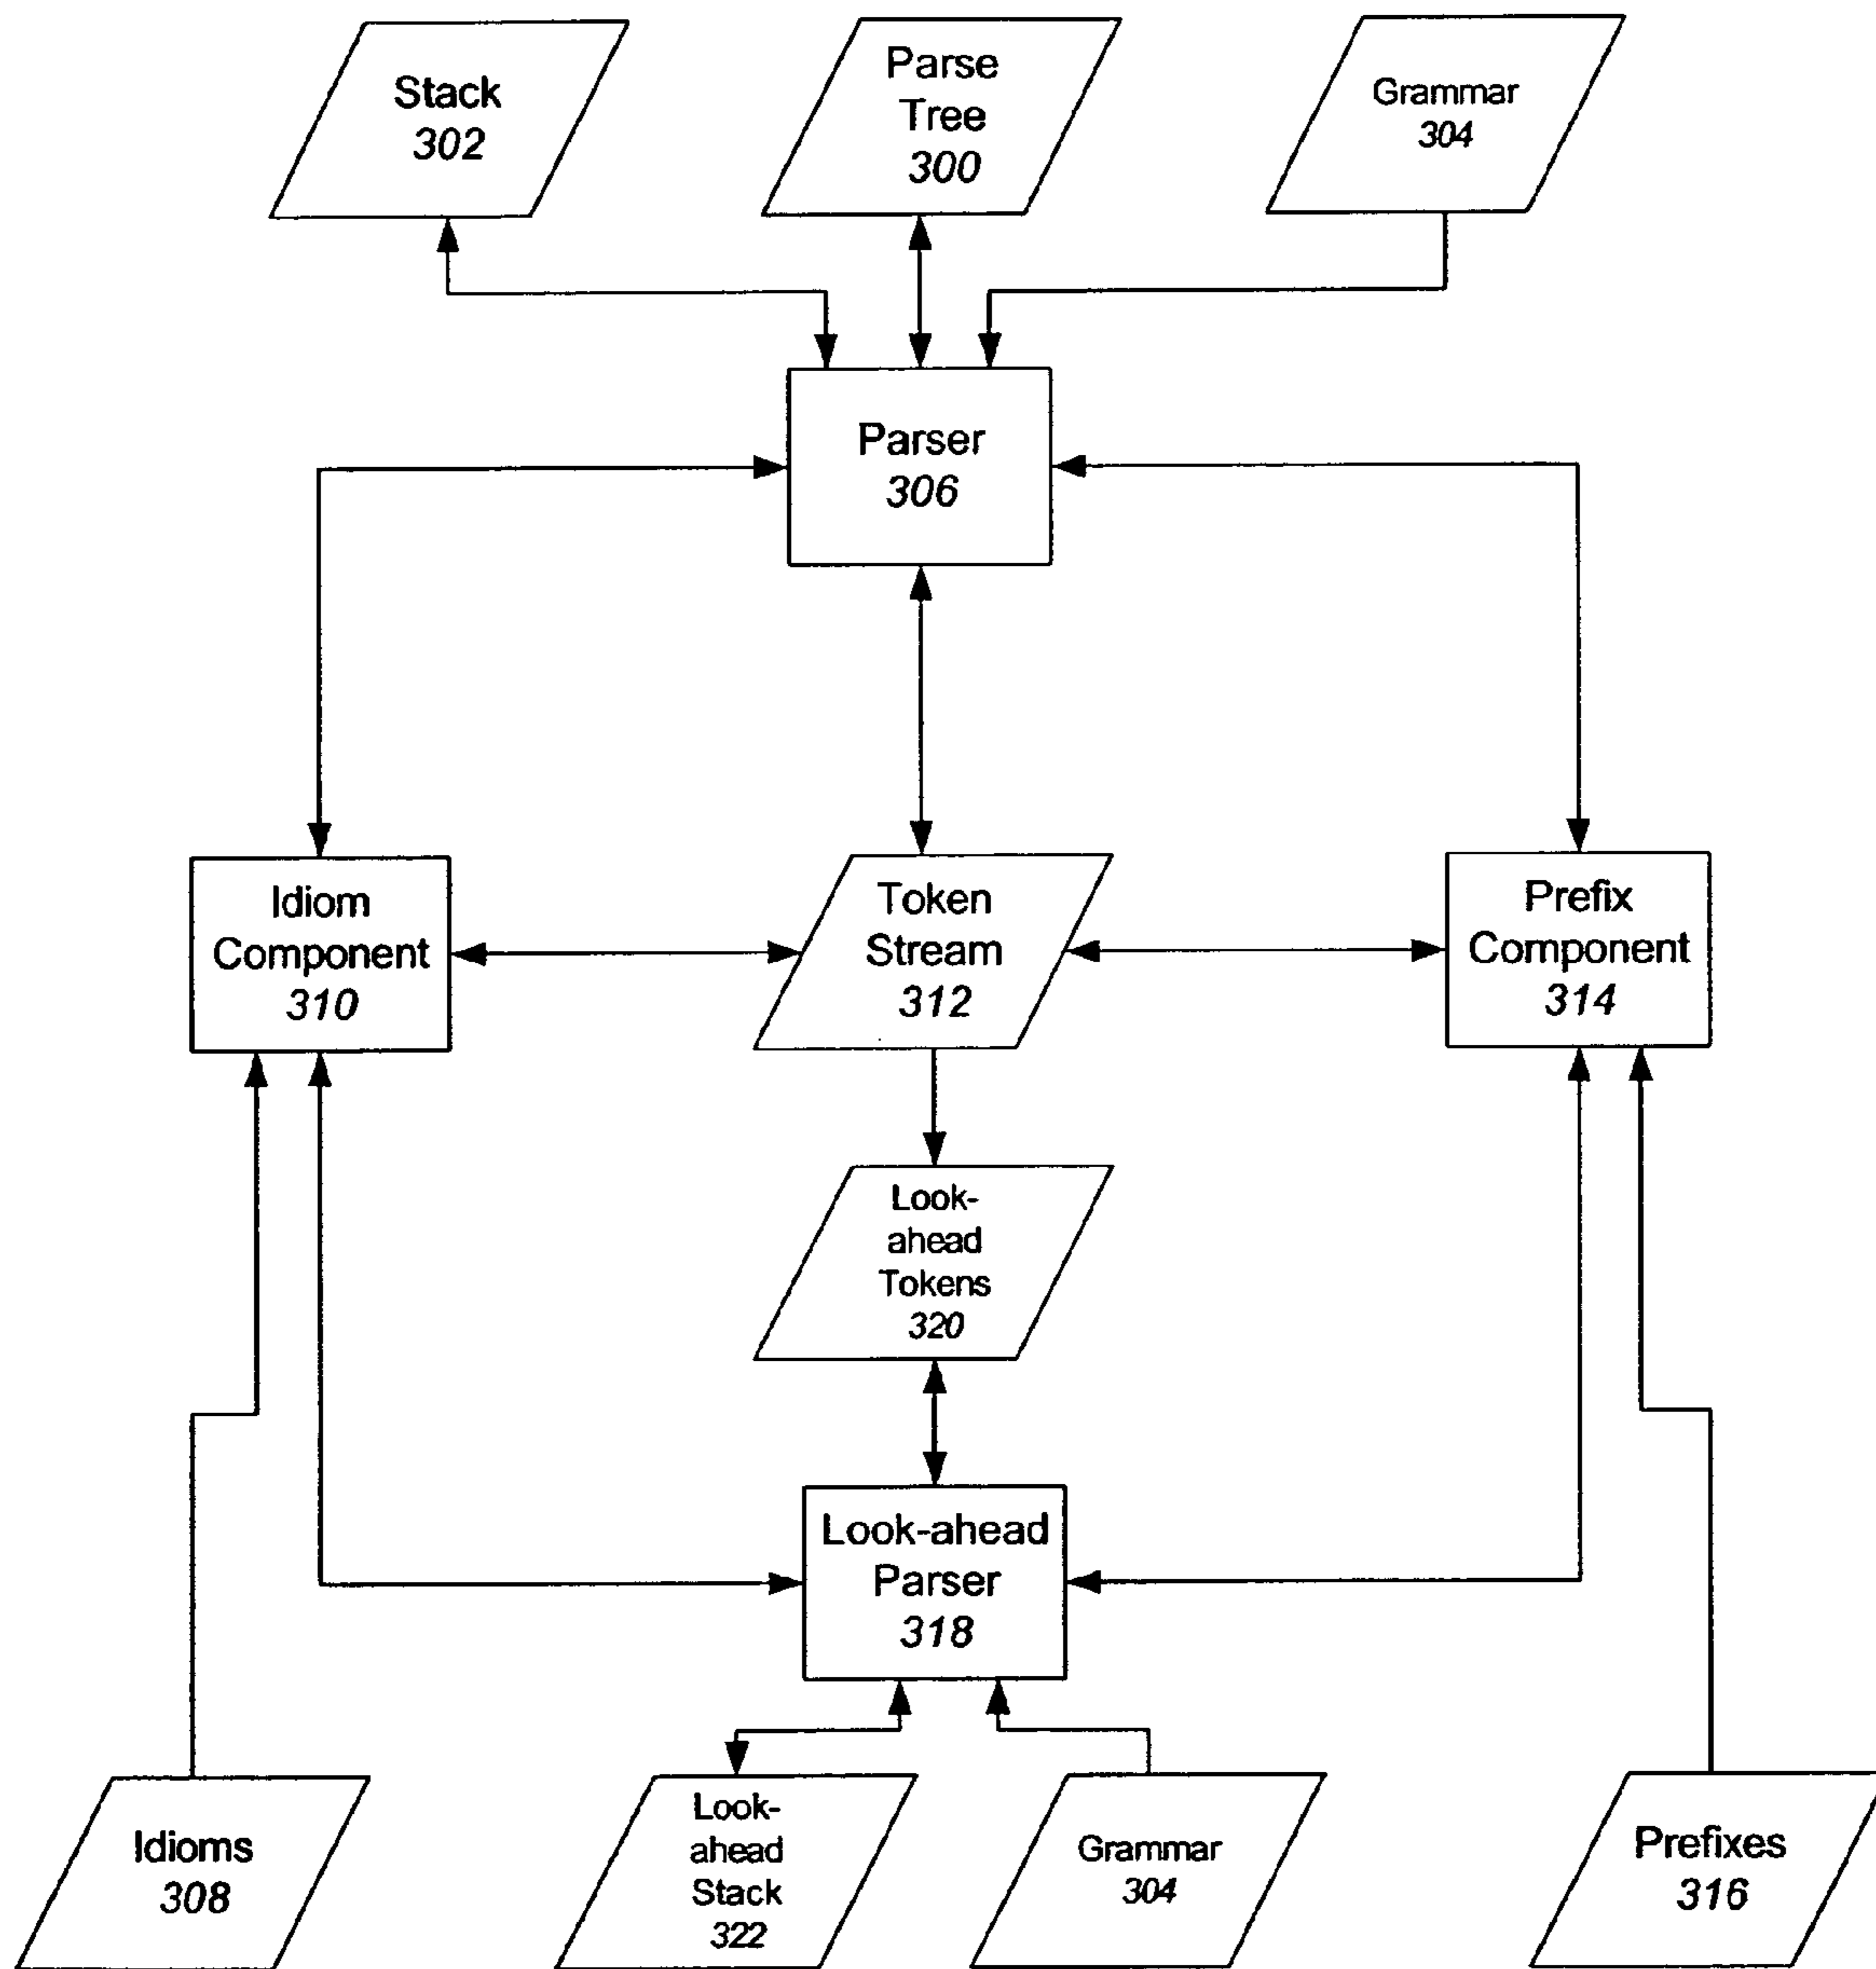 Stack
302
Parse
Tree
300
Grammar
304
Parser
306
Idiom
Component
310
Token
Stream
312
Prefix
Component
314
Look-
ahead
Tokens
320
Look-ahead
Parser
318
Idioms
308
Look-
ahead
Stack
322
Grammar
304
Prefixes
316